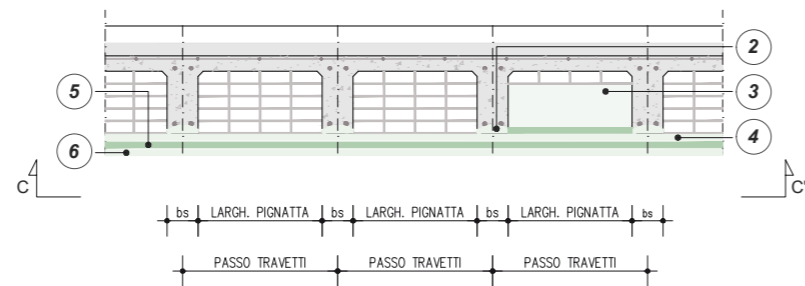 2
5
3
4
6
C
C'
bs LARGH. PIGNATTA bs LARGH. PIGNATTA bs LARGH. PIGNATTA bs
PASSO TRAVETTI PASSO TRAVETTI PASSO TRAVETTI